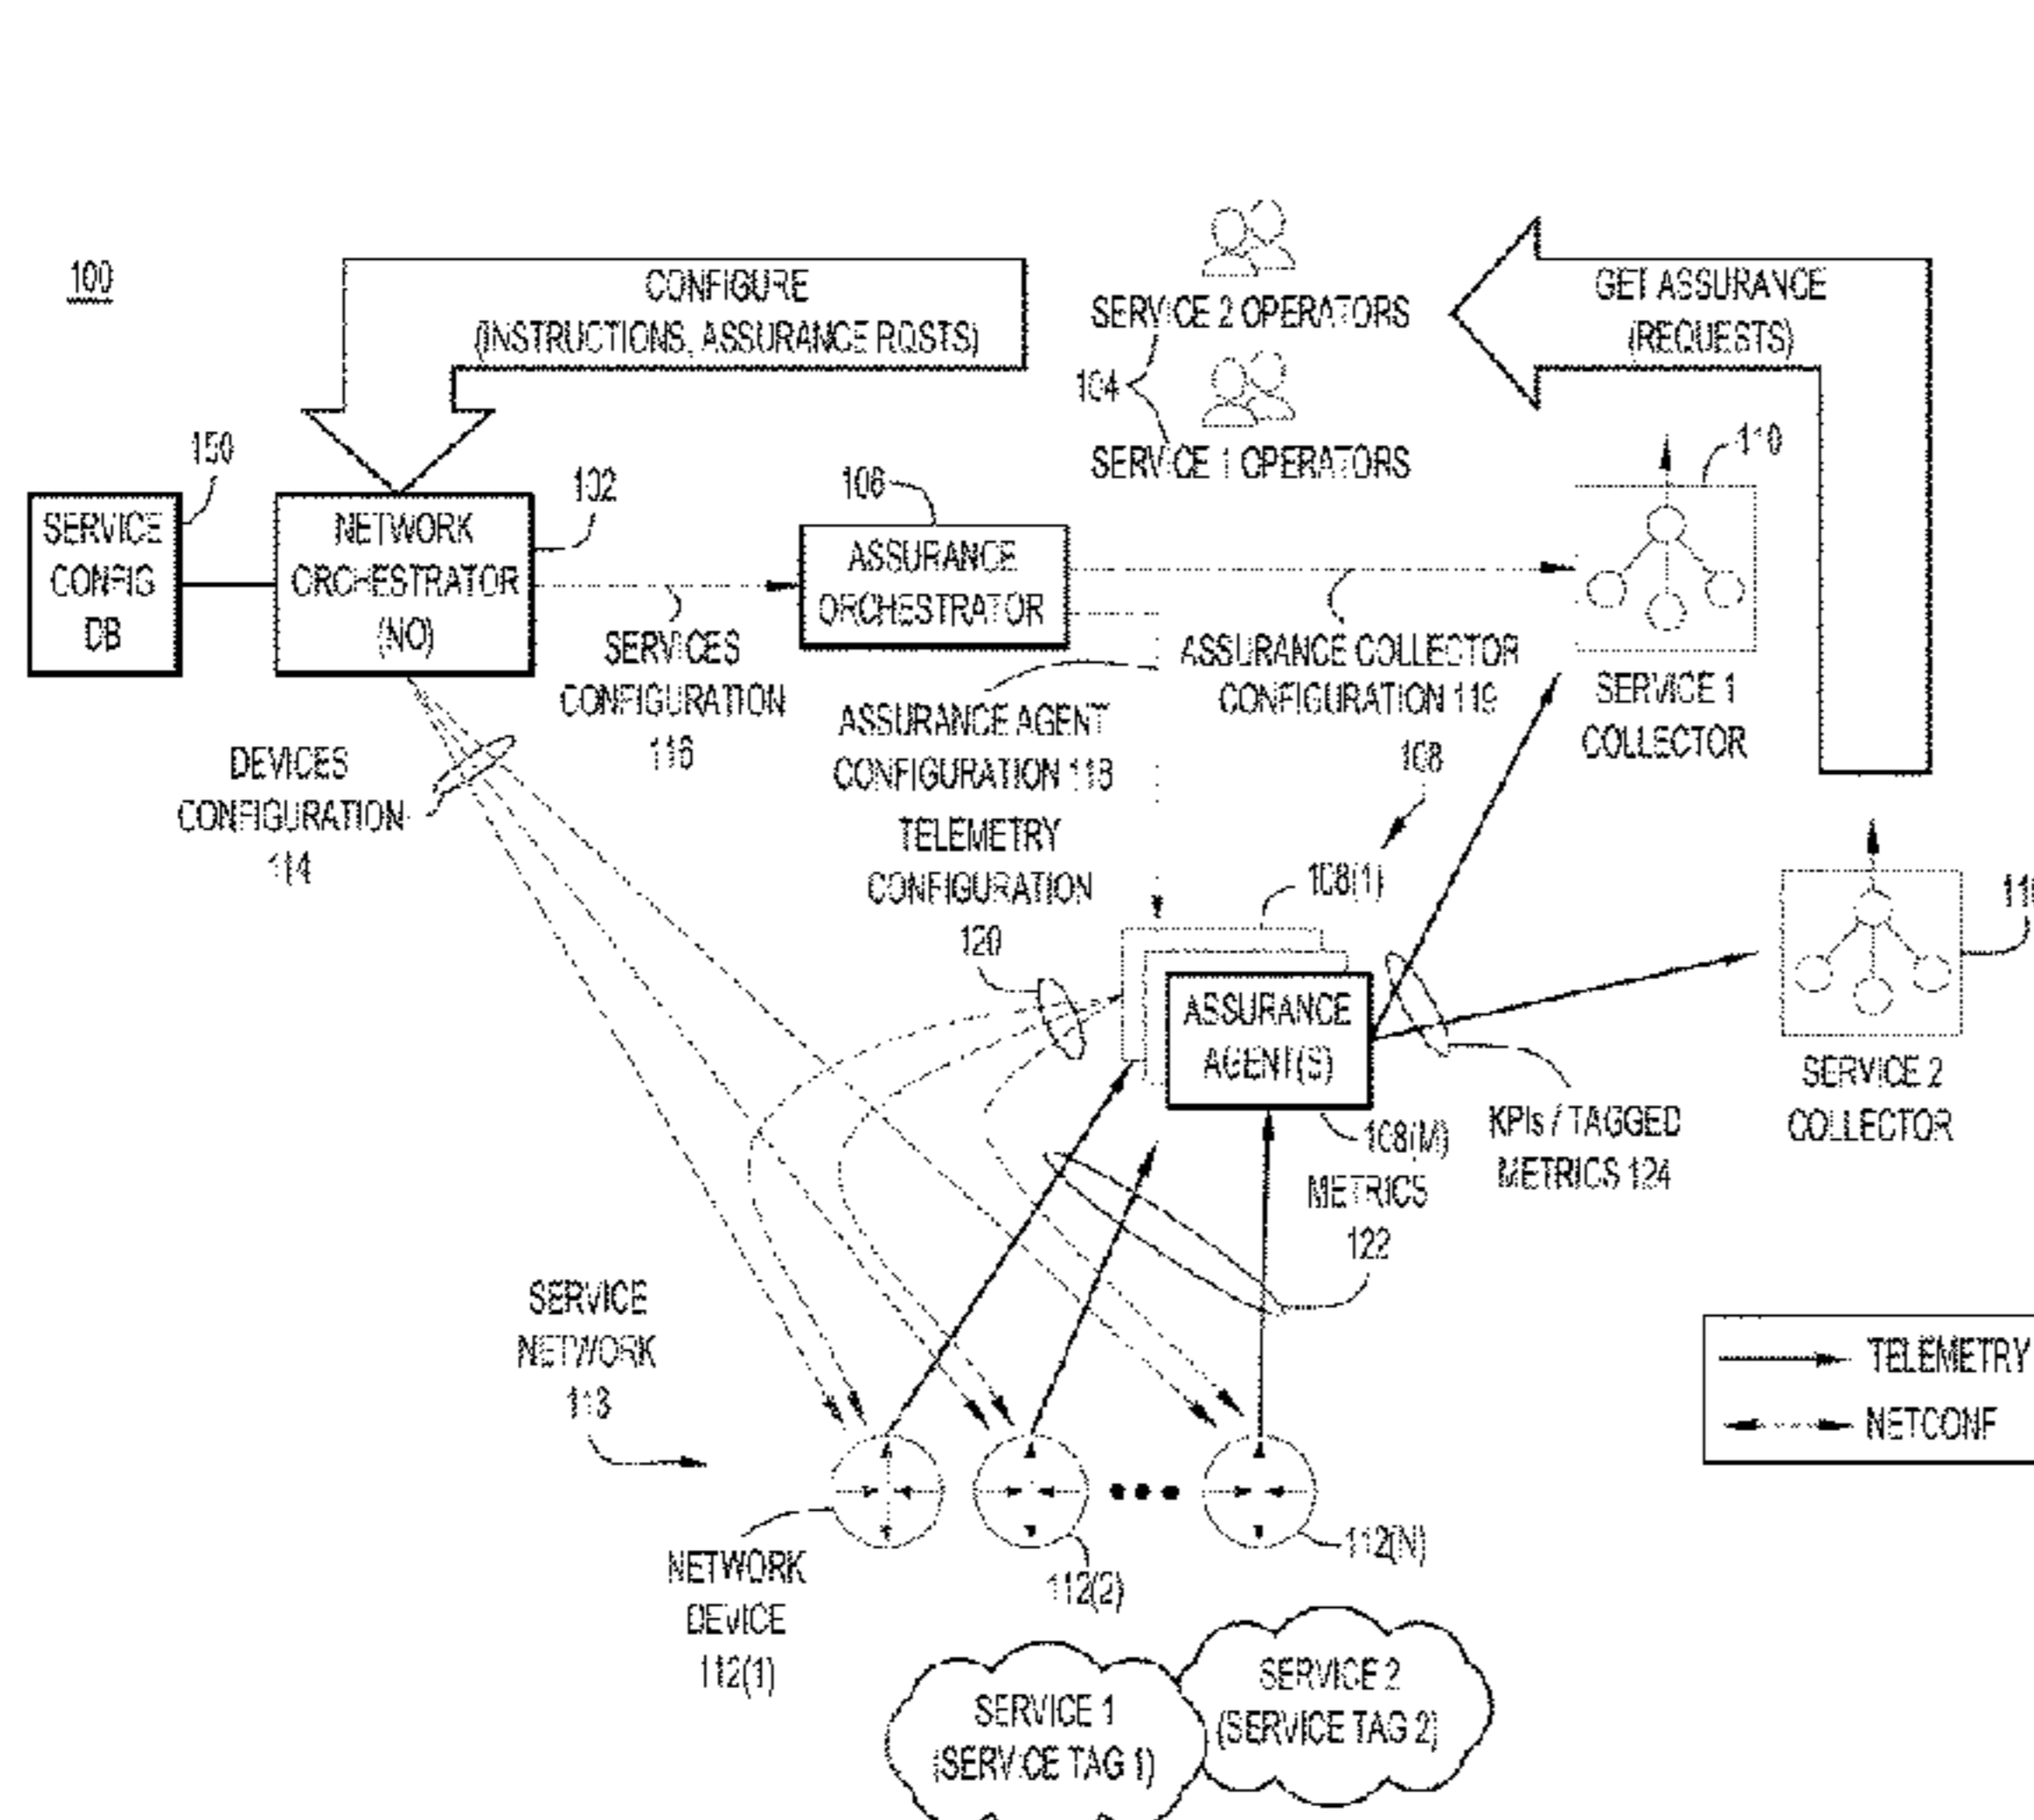 100
CONFIGURE
(INSTRUCTIONS, ASSURANCE RQSTS)
SERVICE 2 OPERATORS
104
SERVICE 1 OPERATORS
GET ASSURANCE
(REQUESTS)
150
SERVICE
CONFIG
DB
102
NETWORK
ORCHESTRATOR
(NO)
106
ASSURANCE
ORCHESTRATOR
110
SERVICE 1
COLLECTOR
SERVICES
CONFIGURATION
116
ASSURANCE COLLECTOR
CONFIGURATION 119
ASSURANCE AGENT
CONFIGURATION 118
DEVICES
CONFIGURATION
114
TELEMETRY
CONFIGURATION
120
108
108(1)
ASSURANCE
AGENT(S)
108(M)
SERVICE 2
COLLECTOR
KPIs / TAGGED
METRICS 124
METRICS
122
SERVICE
NETWORK
113
TELEMETRY
NETCONF
NETWORK
DEVICE
112(1)
112(2)
112(N)
SERVICE 1
(SERVICE TAG 1)
SERVICE 2
(SERVICE TAG 2)